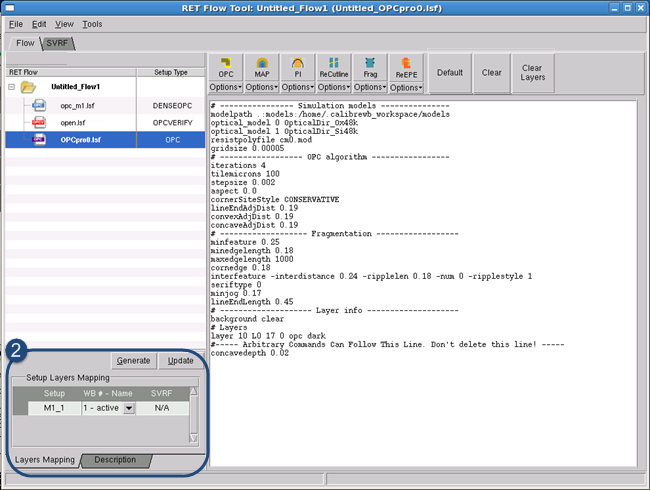 RET Flow Tool: Untitled_Flow1 (Untitled_OPCpro0.lsf)
File Edit View Tools
Flow SVRF
RET Flow Setup Type
Untitled_Flow1
opc_m1.lsf DENSEOPC
open.lsf OPCVERIFY
OPCpro0.lsf OPC
OPC MAP PI ReCutline Frag ReEPE Default Clear Clear Layers
Options Options Options Options Options Options
# ---------------- Simulation models ---------------
modelpath .:models:/home/.calibrewb_workspace/models
optical_model 0 OpticalDir_0x48k
optical_model 1 OpticalDir_Si48k
resistpolyfile cm0.mod
gridsize 0.00005
# ------------------ OPC algorithm -----------------
iterations 4
tilemicrons 100
stepsize 0.002
aspect 0.0
cornerSiteStyle CONSERVATIVE
lineEndAdjDist 0.19
convexAdjDist 0.19
concaveAdjDist 0.19
# ------------------- Fragmentation ------------------
minfeature 0.25
minedgelength 0.18
maxedgelength 1000
cornedge 0.18
interfeature -interdistance 0.24 -ripplelen 0.18 -num 0 -ripplestyle 1
seriftype 0
minjog 0.17
lineEndLength 0.45
# ------------------- Layer info --------------------
background clear
# Layers
layer 10 L0 17 0 opc dark
#----- Arbitrary Commands Can Follow This Line. Don't delete this line! -----
concavedepth 0.02
2
Generate Update
Setup Layers Mapping
Setup WB # - Name SVRF
M1_1 1 - active N/A
Layers Mapping Description